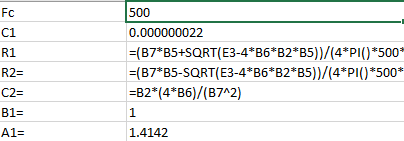 Fc 500
C1 0.000000022
R1 =(B7*B5+SQRT(E3-4*B6*B2*B5))/(4*PI()*500*
R2= =(B7*B5-SQRT(E3-4*B6*B2*B5))/(4*PI()*500*
C2= =B2*(4*B6)/(B7^2)
B1= 1
A1= 1.4142